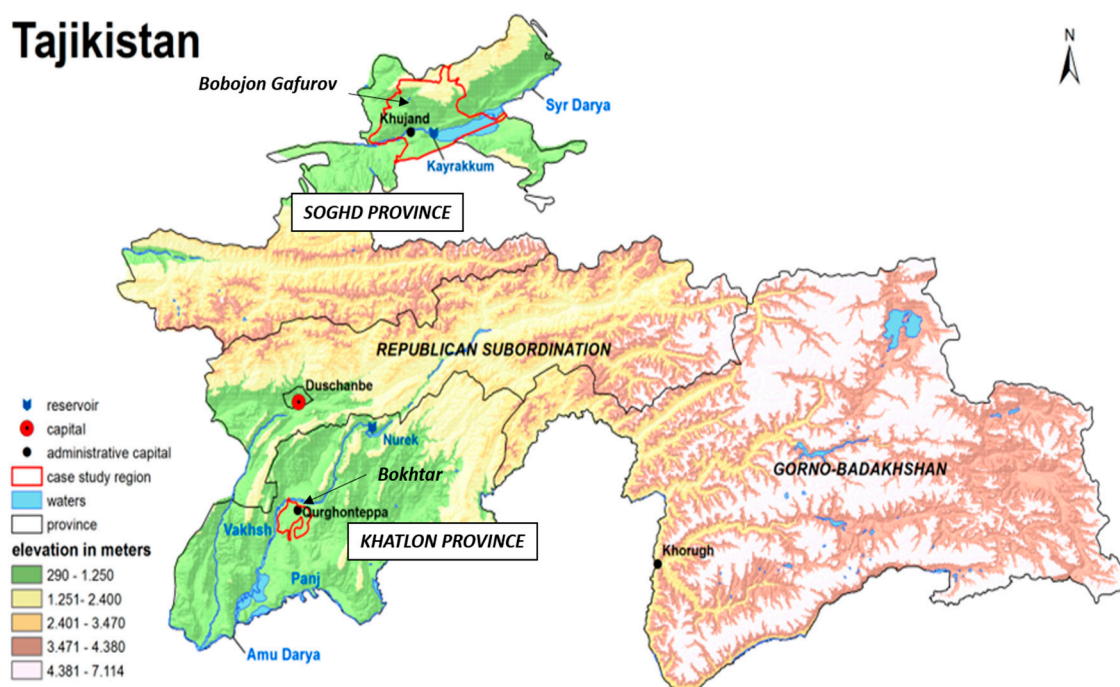 Tajikistan
N
Bobojon Gafurov
Syr Darya
Khujand
Kayrakkum
SOGHD PROVINCE
REPUBLICAN SUBORDINATION
Duschanbe
Nurek
GORNO-BADAKHSHAN
Bokhtar
Qurghonteppa
Vakhsh
KHATLON PROVINCE
Khorugh
Panj
Amu Darya
reservoir
capital
administrative capital
case study region
waters
province
elevation in meters
290 - 1.250
1.251 - 2.400
2.401 - 3.470
3.471 - 4.380
4.381 - 7.114